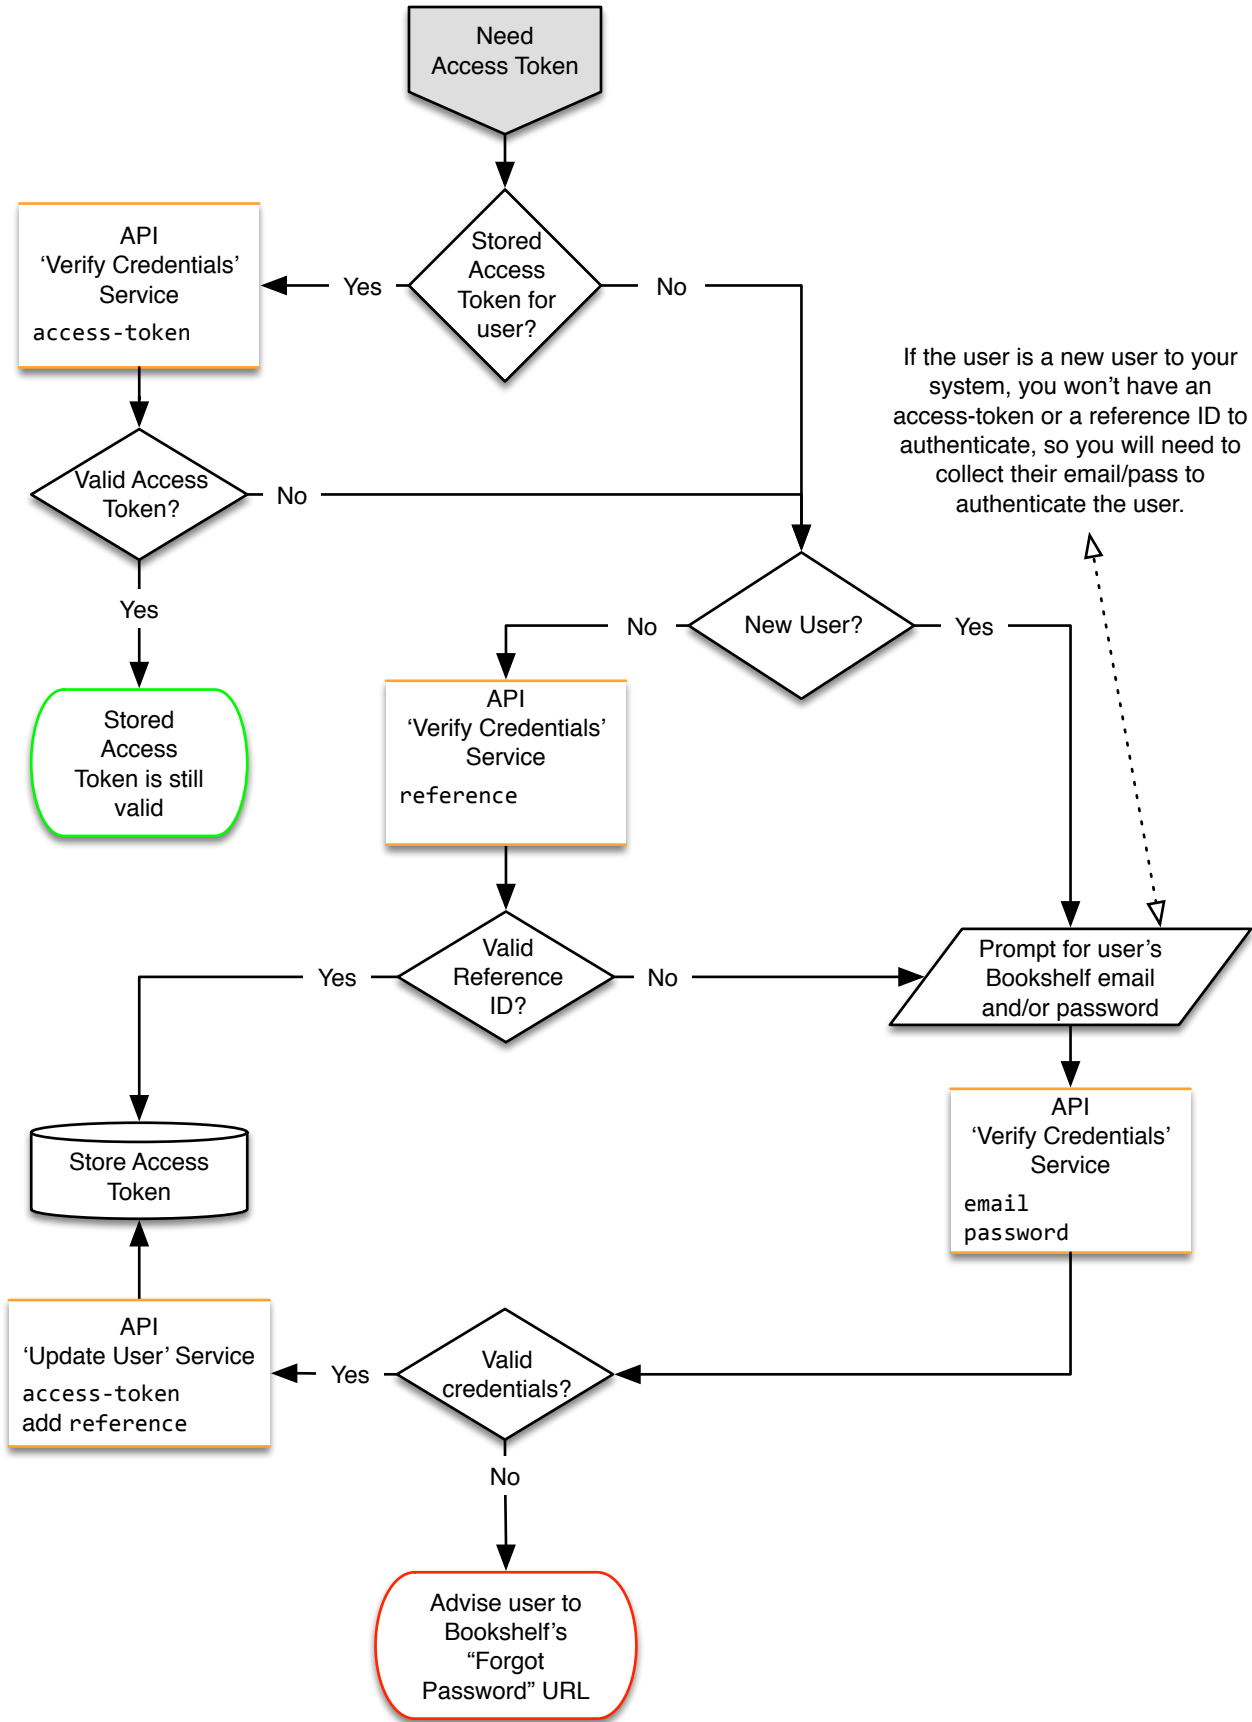 Need
Access Token
Stored
Access
Token for
user?
Yes
No
API
‘Verify Credentials’
Service
access-token
If the user is a new user to your
system, you won’t have an
access-token or a reference ID to
authenticate, so you will need to
collect their email/pass to
authenticate the user.
Valid Access
Token?
No
Yes
Stored
Access
Token is still
valid
New User?
No
Yes
API
‘Verify Credentials’
Service
reference
Valid
Reference
ID?
Yes
No
Prompt for user’s
Bookshelf email
and/or password
API
‘Verify Credentials’
Service
email
password
Store Access
Token
API
‘Update User’ Service
access-token
add reference
Yes
Valid
credentials?
No
Advise user to
Bookshelf’s
“Forgot
Password” URL